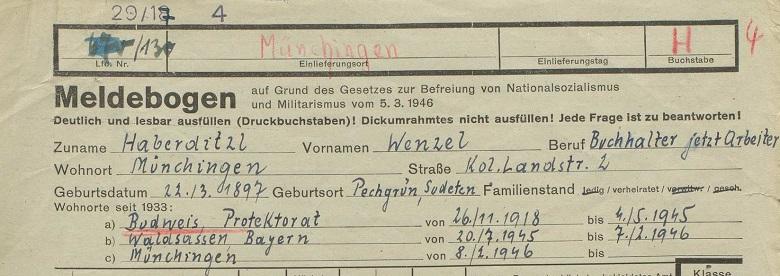 29/18 4
/130 Münchingen H 4
Lfd. Nr. Einlieferungsort Einlieferungstag Buchstabe
Meldebogen auf Grund des Gesetzes zur Befreiung von Nationalsozialismus
und Militarismus vom 5. 3. 1946
Deutlich und lesbar ausfüllen (Druckbuchstaben)! Dickumrahmtes nicht ausfüllen! Jede Frage ist zu beantworten!
Zuname Haberditzl Vornamen Wenzel Beruf Buchhalter jetzt Arbeiter
Wohnort Münchingen Straße Kol. Landstr. 2
Geburtsdatum 22./3. 1897 Geburtsort Pechgrün, Sudeten Familienstand ledig / verheiratet / verwitw. / gesch.
Wohnorte seit 1933:
a) Budweis, Protektorat von 26./11. 1918 bis 4./5. 1945
b) Waldsassen Bayern von 20./7. 1945 bis 7./2. 1946
c) Münchingen von 8./2. 1946 bis
Klasse